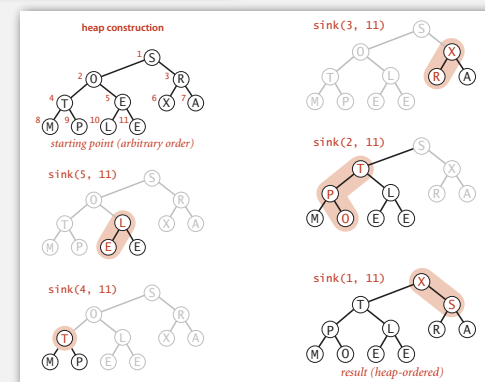 heap construction
1 S
2 O 3 R
4 T 5 E 6 X 7 A
8 M 9 P 10 L 11 E
starting point (arbitrary order)
sink(5, 11)
S
O R
T L X A
M P E E
sink(4, 11)
S
O R
T L X A
M P E E
sink(3, 11)
S
O X
T L R A
M P E E
sink(2, 11)
S
T X
P L R A
M O E E
sink(1, 11)
X
T S
P L R A
M O E E
result (heap-ordered)